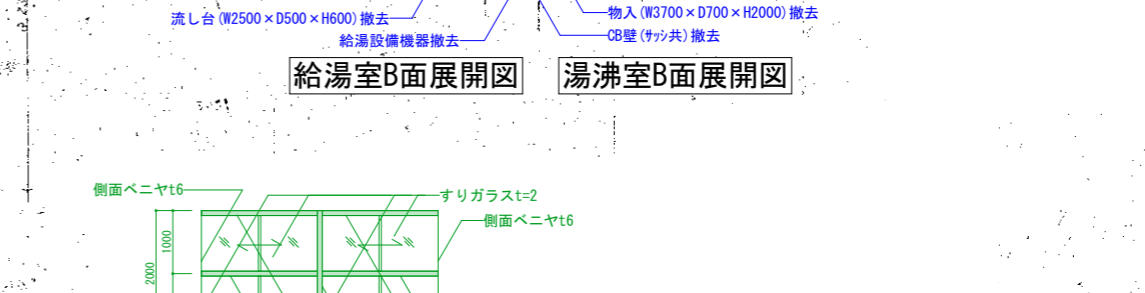 流し台(W2500×D500×H600)撤去
物入(W3700×D700×H2000)撤去
給湯設備機器撤去
CB壁(サッシ共)撤去
給湯室B面展開図
湯沸室B面展開図
側面ベニヤt6
すりガラスt=2
側面ベニヤt6
1000
2000